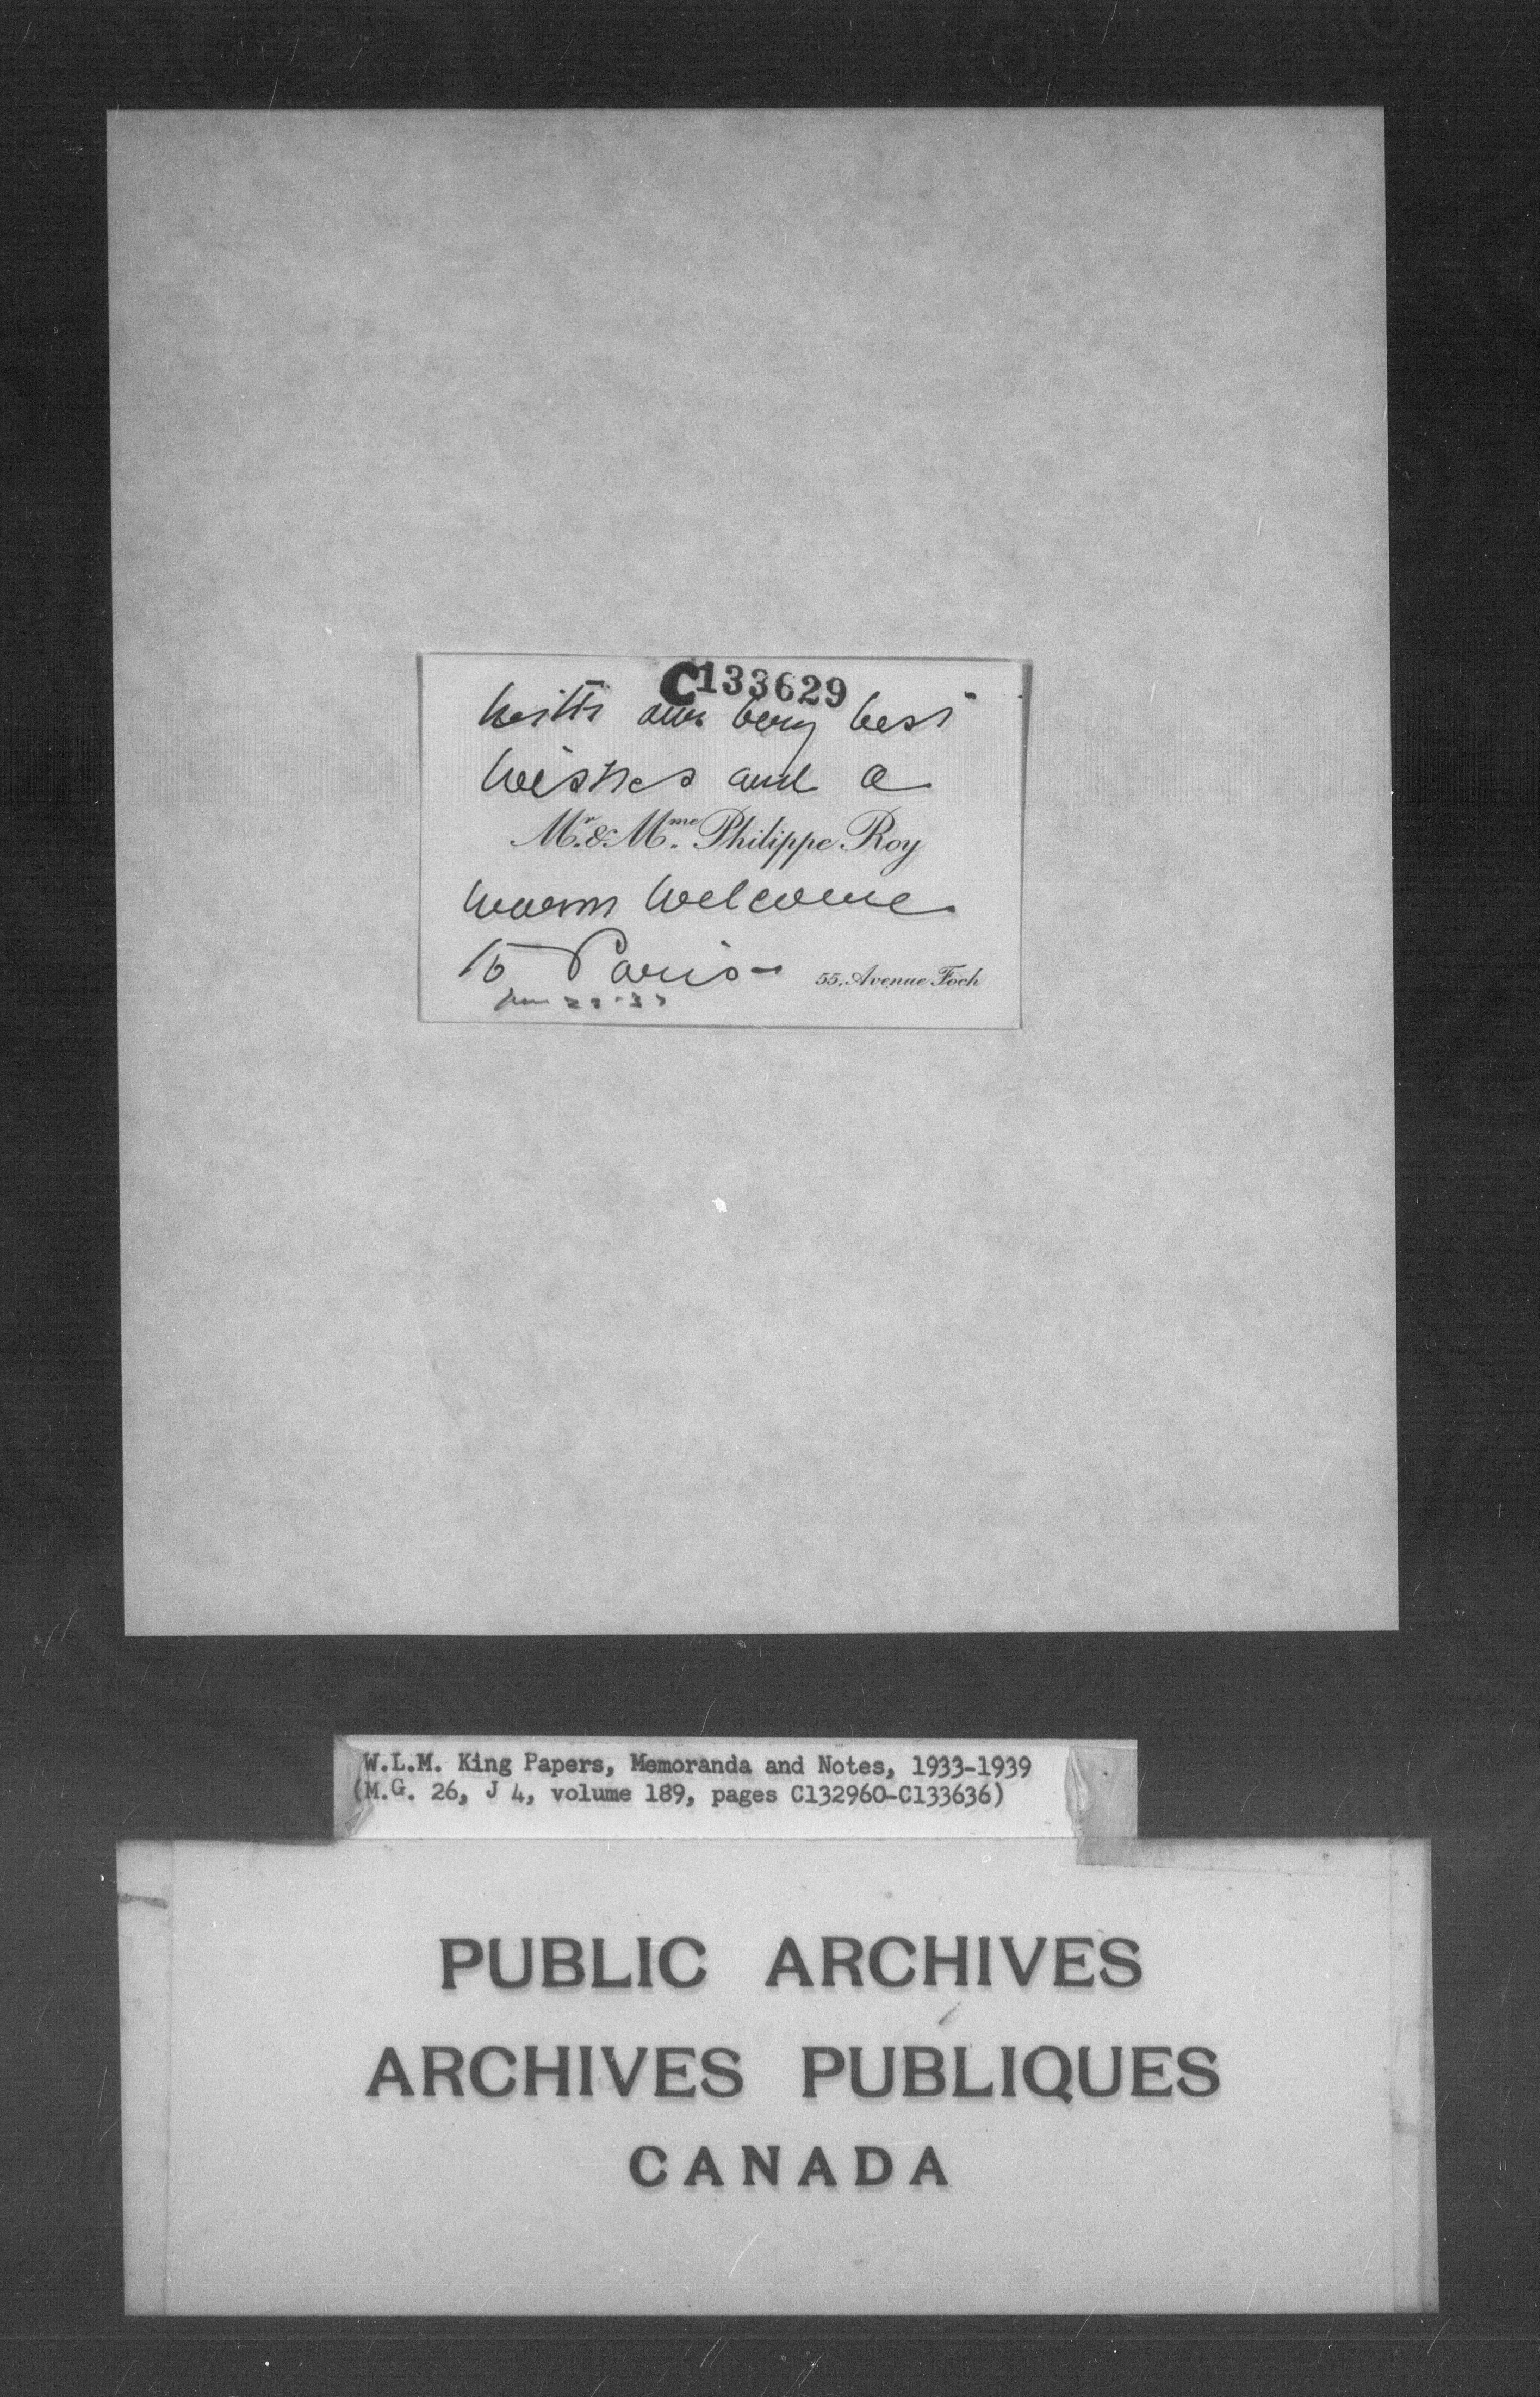 C133629
With our very best
wishes and a
Mr. & Mme. Philippe Roy
warm welcome
to Paris -
55, Avenue Foch
W.L.M. King Papers, Memoranda and Notes, 1933-1939
(M.G. 26, J 4, volume 189, pages C132960-C133636)
PUBLIC ARCHIVES
ARCHIVES PUBLIQUES
CANADA